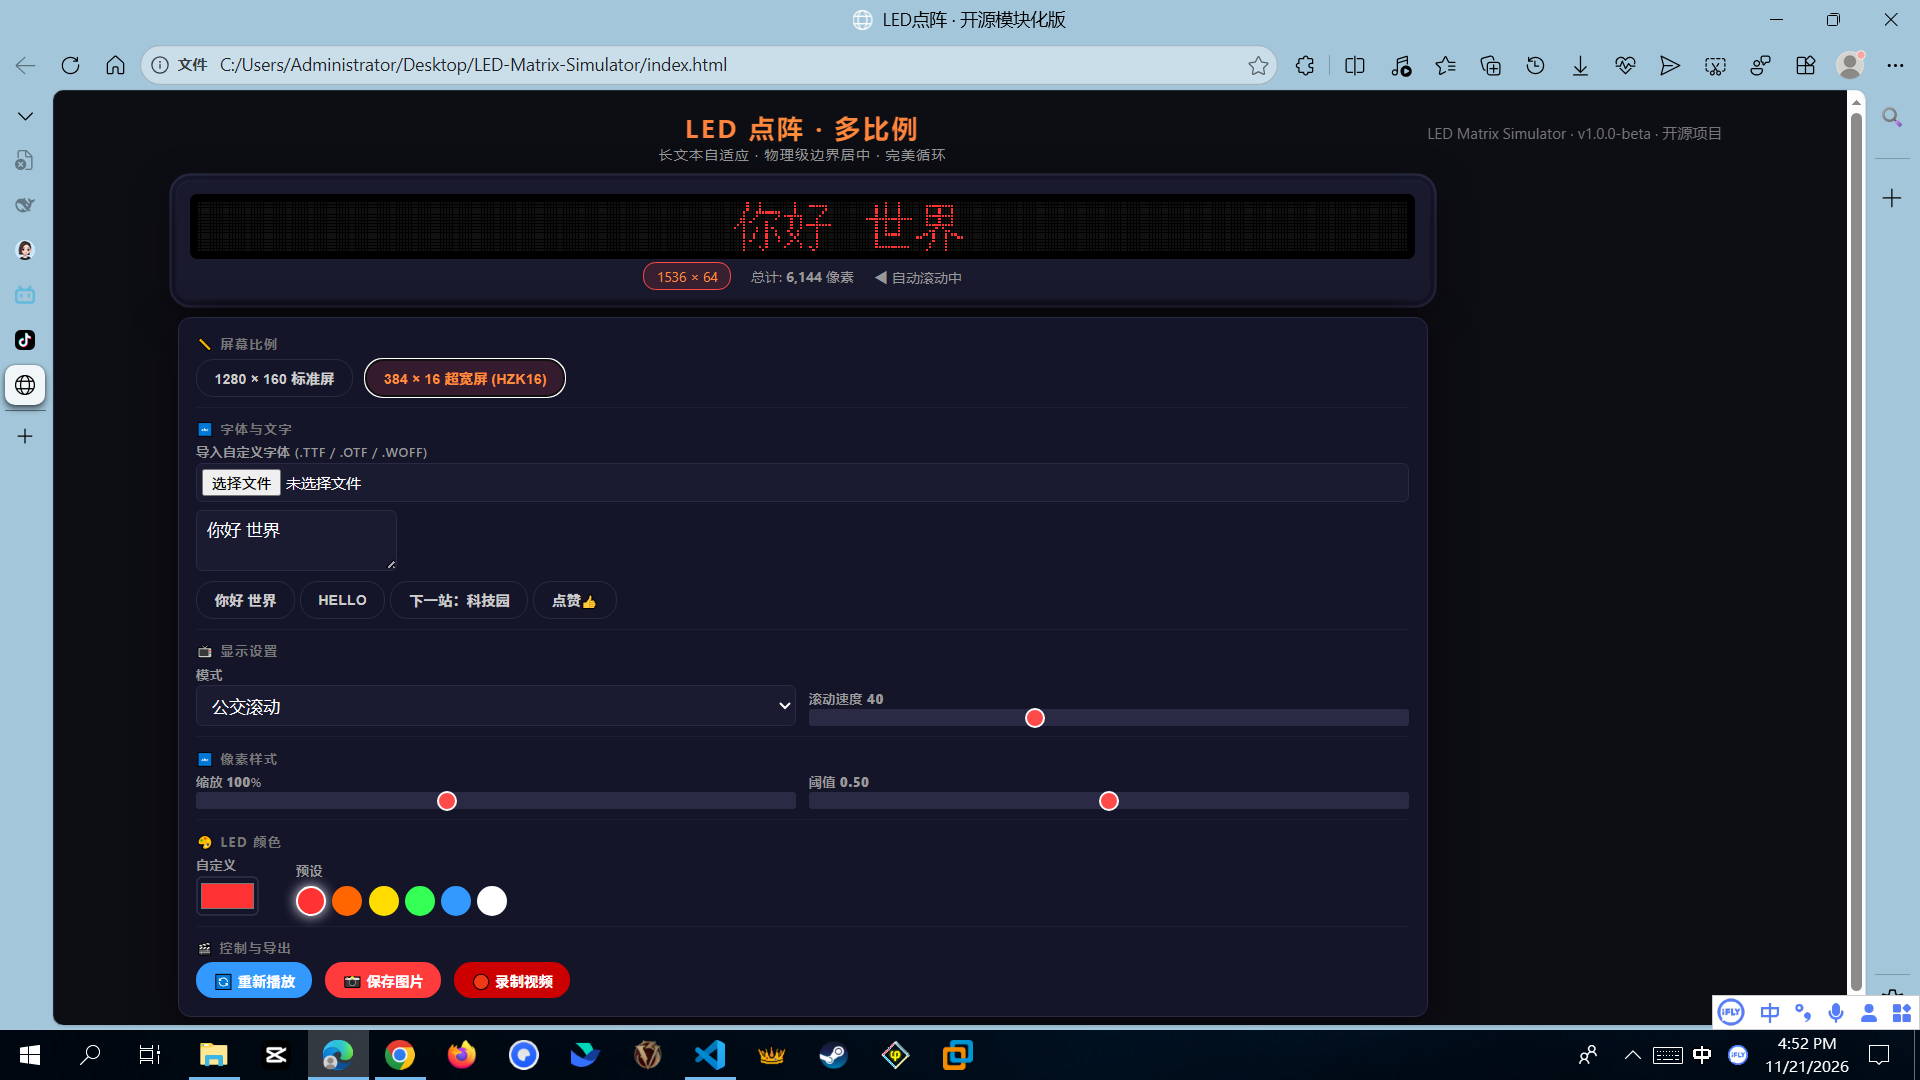 LED点阵 · 开源模块化版
文件 C:/Users/Administrator/Desktop/LED-Matrix-Simulator/index.html
LED 点阵 · 多比例
长文本自适应 · 物理级边界居中 · 完美循环
LED Matrix Simulator · v1.0.0-beta · 开源项目
你好 世界
1536 × 64 总计: 6,144 像素 ◀ 自动滚动中
📏 屏幕比例
1280 × 160 标准屏 384 × 16 超宽屏 (HZK16)
字体与文字
导入自定义字体 (.TTF / .OTF / .WOFF)
选择文件 未选择文件
你好 世界
你好 世界 HELLO 下一站：科技园 点赞👍
📺 显示设置
模式
公交滚动
滚动速度 40
像素样式
缩放 100% 阈值 0.50
🎨 LED 颜色
自定义 预设
🎬 控制与导出
🔄 重新播放 📸 保存图片 🔴 录制视频
iFLY 中
中 iFLY 4:52 PM
11/21/2026